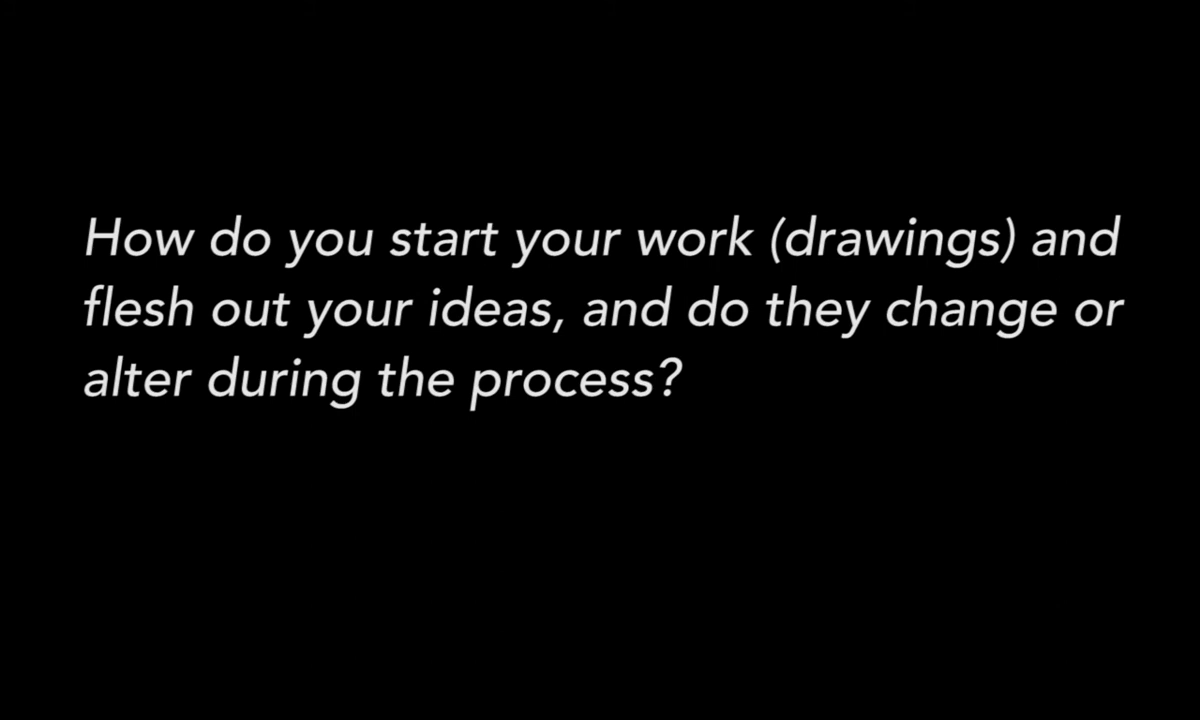 How do you start your work (drawings) and
flesh out your ideas, and do they change or
alter during the process?